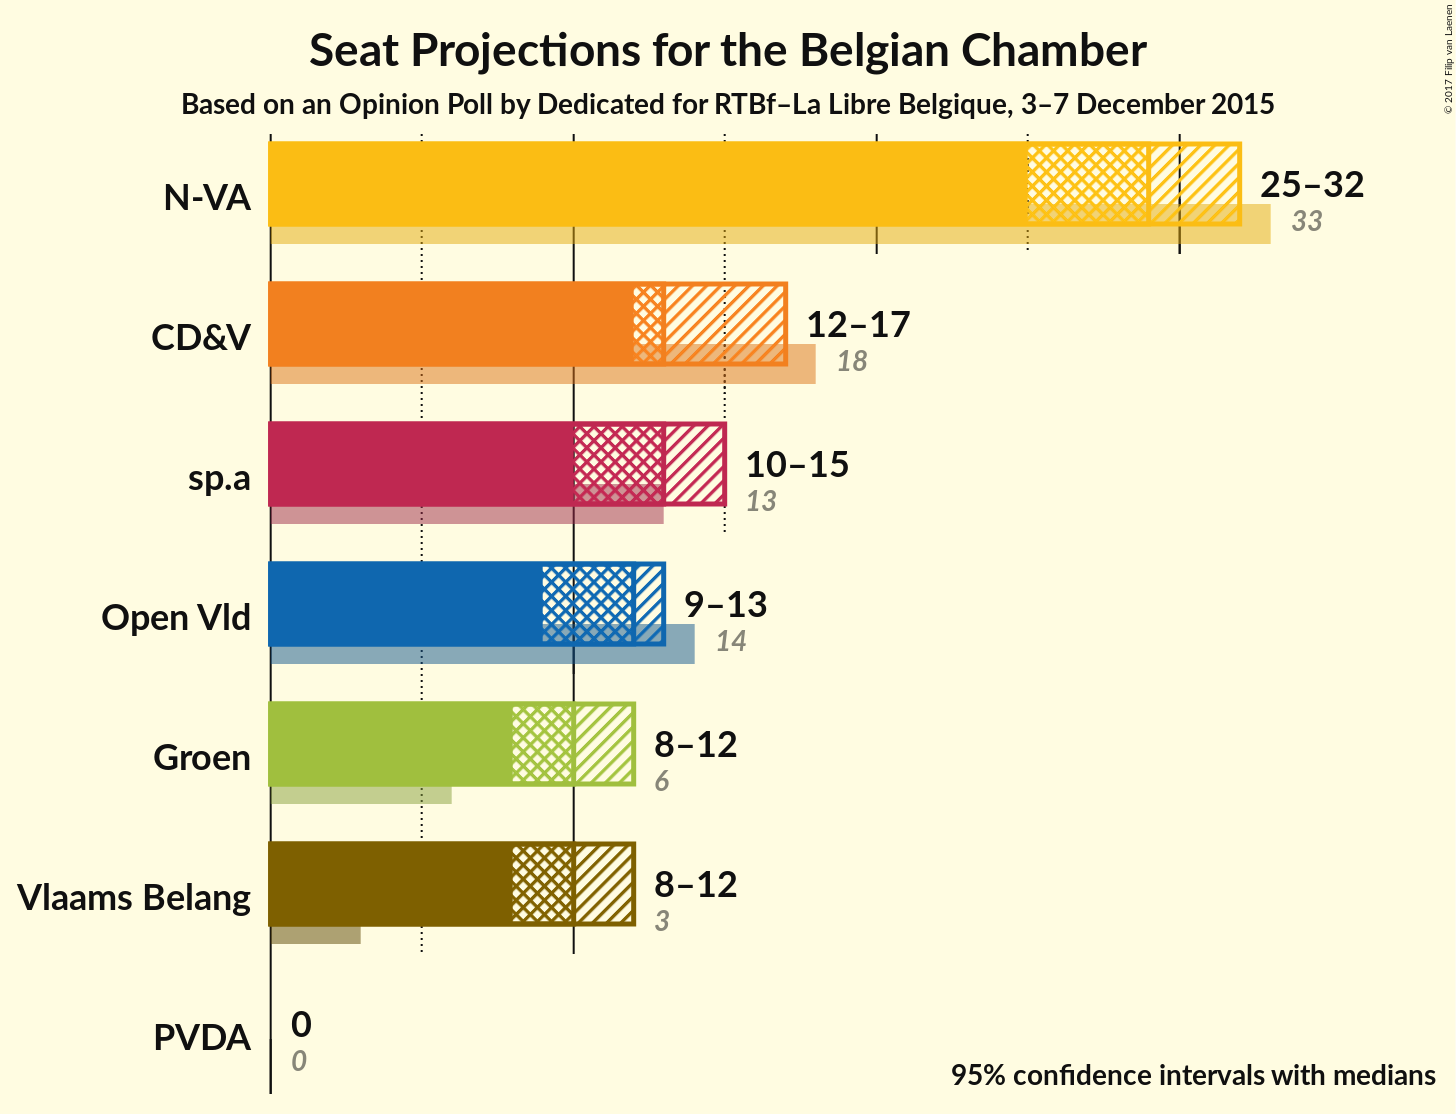 Seat Projections for the Belgian Chamber
Based on an Opinion Poll by Dedicated for RTBf–La Libre Belgique, 3–7 December 2015
© 2017 Filip van Laenen
N-VA
25–32
33
CD&V
12–17
18
sp.a
10–15
13
Open Vld
9–13
14
Groen
8–12
6
Vlaams Belang
8–12
3
PVDA
0
0
95% confidence intervals with medians